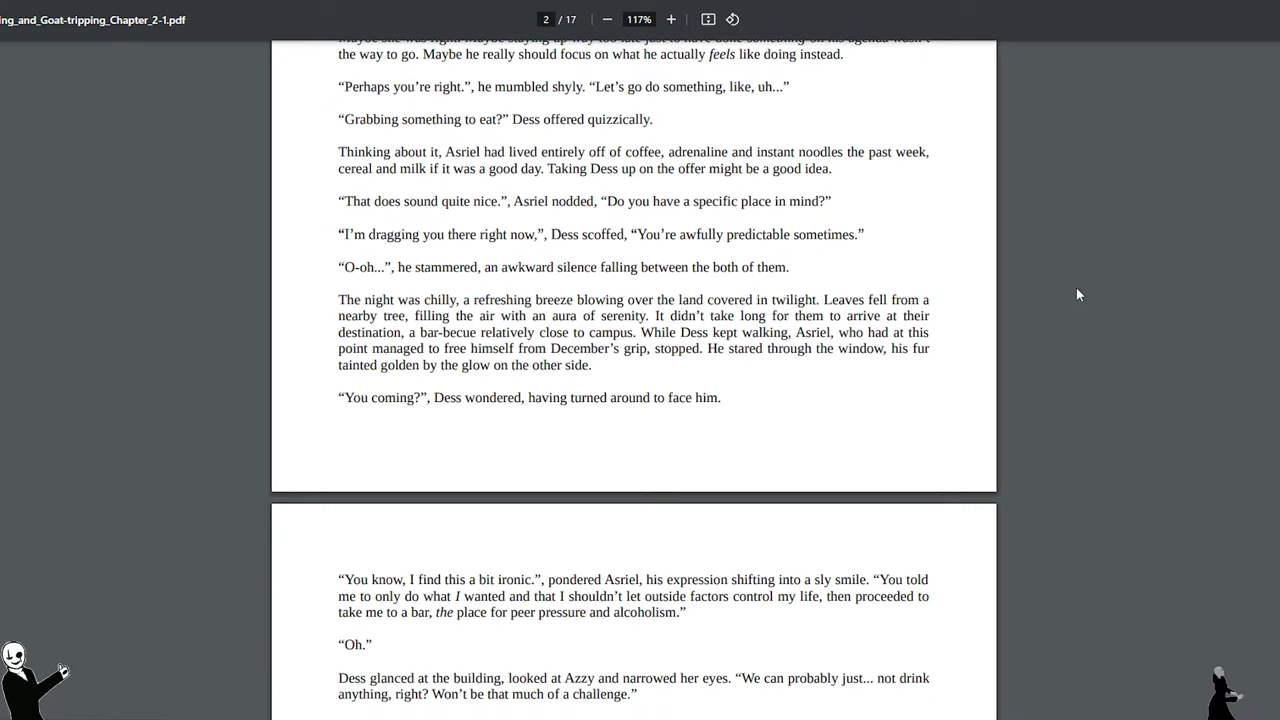 ing_and_Goat-tripping_Chapter_2-1.pdf
2 / 17
117%
the way to go. Maybe he really should focus on what he actually feels like doing instead.
“Perhaps you’re right.”, he mumbled shyly. “Let’s go do something, like, uh...”
“Grabbing something to eat?” Dess offered quizzically.
Thinking about it, Asriel had lived entirely off of coffee, adrenaline and instant noodles the past week,
cereal and milk if it was a good day. Taking Dess up on the offer might be a good idea.
“That does sound quite nice.”, Asriel nodded, “Do you have a specific place in mind?”
“I’m dragging you there right now,”, Dess scoffed, “You’re awfully predictable sometimes.”
“O-oh...”, he stammered, an awkward silence falling between the both of them.
The night was chilly, a refreshing breeze blowing over the land covered in twilight. Leaves fell from a
nearby tree, filling the air with an aura of serenity. It didn’t take long for them to arrive at their
destination, a bar-becue relatively close to campus. While Dess kept walking, Asriel, who had at this
point managed to free himself from December’s grip, stopped. He stared through the window, his fur
tainted golden by the glow on the other side.
“You coming?”, Dess wondered, having turned around to face him.
“You know, I find this a bit ironic.”, pondered Asriel, his expression shifting into a sly smile. “You told
me to only do what I wanted and that I shouldn’t let outside factors control my life, then proceeded to
take me to a bar, the place for peer pressure and alcoholism.”
“Oh.”
Dess glanced at the building, looked at Azzy and narrowed her eyes. “We can probably just... not drink
anything, right? Won’t be that much of a challenge.”